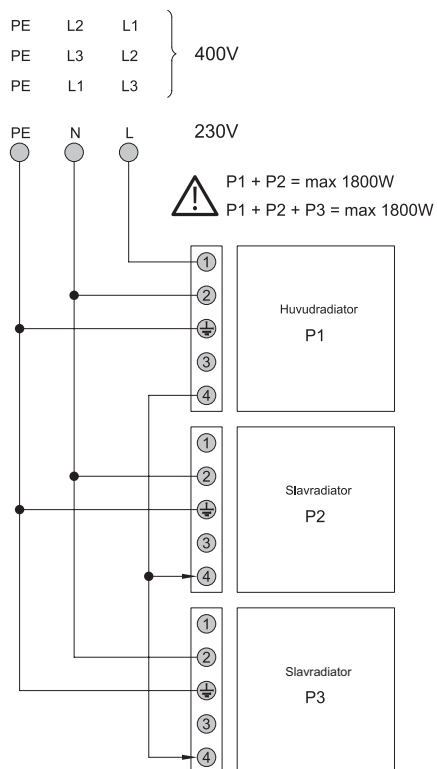 PE L2 L1
PE L3 L2 400V
PE L1 L3
PE N L 230V
P1 + P2 = max 1800W
P1 + P2 + P3 = max 1800W
1
2
3
4
Huvudradiator
P1
1
2
3
4
Slavradiator
P2
1
2
3
4
Slavradiator
P3